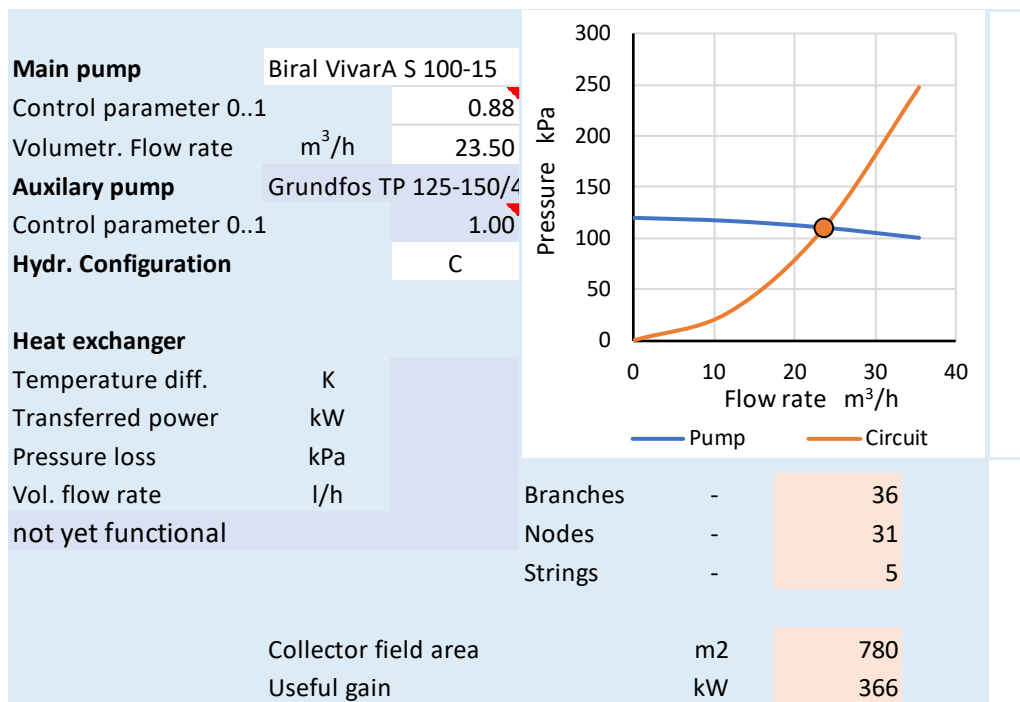 Main pump Biral VivarA S 100-15
Control parameter 0..1 0.88
Volumetr. Flow rate m³/h 23.50
Auxilary pump Grundfos TP 125-150/4
Control parameter 0..1 1.00
Hydr. Configuration C
Heat exchanger
Temperature diff. K
Transferred power kW
Pressure loss kPa
Vol. flow rate l/h
not yet functional
300
250
200
150
100
50
0
Pressure kPa
0 10 20 30 40
Flow rate m³/h
Pump Circuit
Branches - 36
Nodes - 31
Strings - 5
Collector field area m2 780
Useful gain kW 366